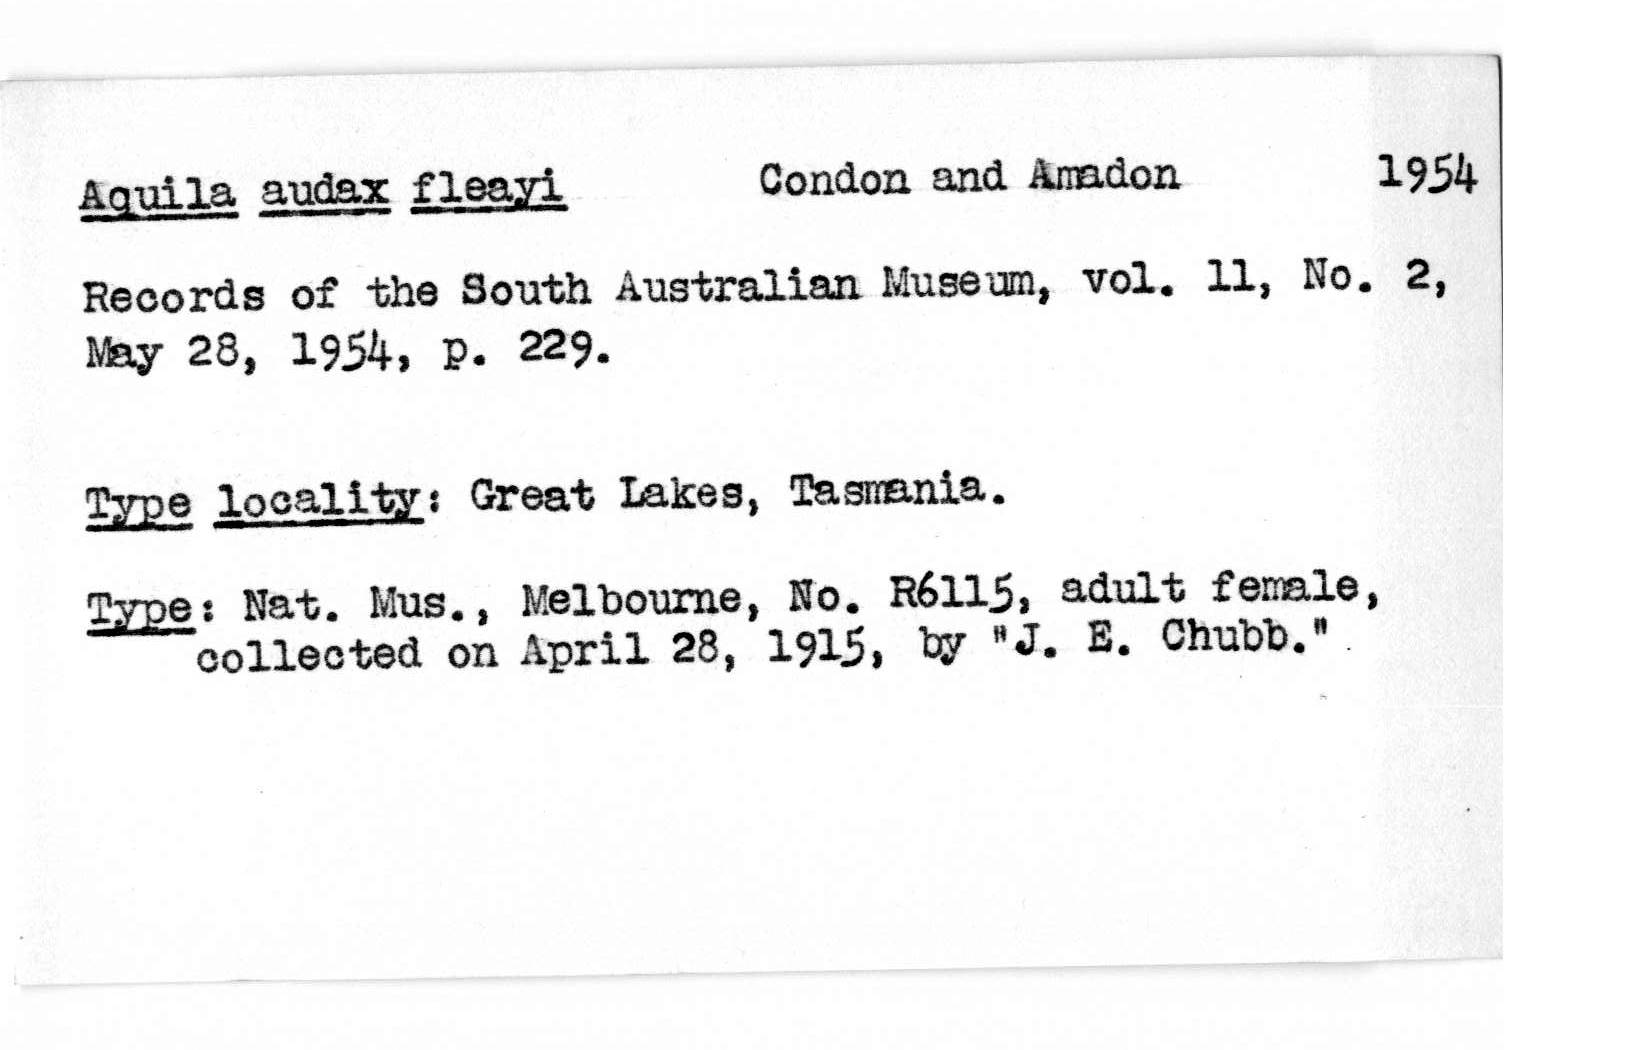 Aquila audax fleayi Condon and Amadon 1954
Records of the South Australian Museum, vol. 11, No. 2,
May 28, 1954, p. 229.
Type locality: Great Lakes, Tasmania.
Type: Nat. Mus., Melbourne, No. R6115, adult female,
collected on April 28, 1915, by "J. E. Chubb."